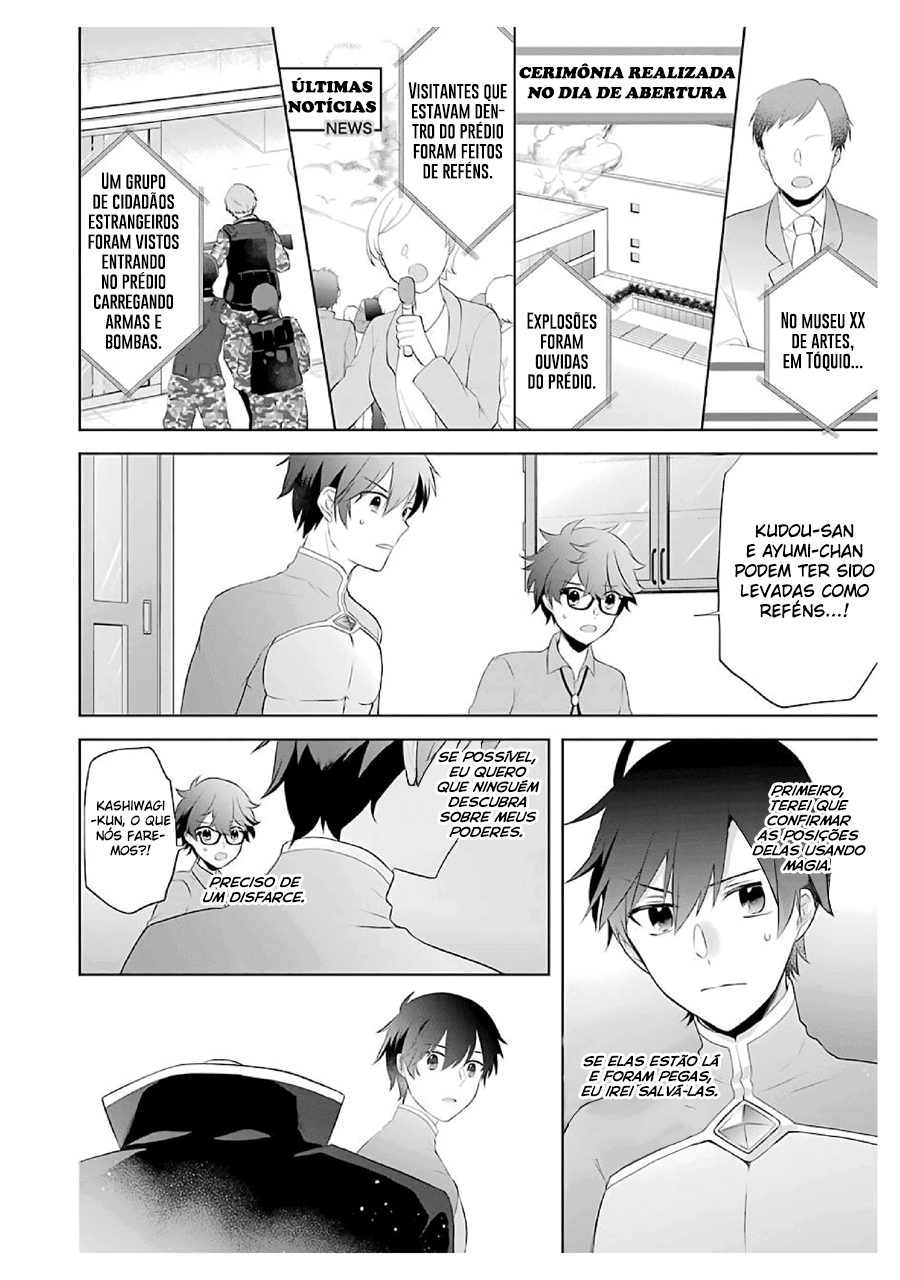 CERIMÔNIA REALIZADA
NO DIA DE ABERTURA
NO MUSEU XX
DE ARTES,
EM TÓQUIO...
EXPLOSÕES
FORAM
OUVIDAS
DO PRÉDIO.
VISITANTES QUE
ESTAVAM DEN-
TRO DO PRÉDIO
FORAM FEITOS
DE REFÉNS.
ÚLTIMAS
NOTÍCIAS
NEWS
UM GRUPO
DE CIDADÃOS
ESTRANGEIROS
FORAM VISTOS
ENTRANDO
NO PRÉDIO
CARREGANDO
ARMAS E
BOMBAS.
KUDOU-SAN
E AYUMI-CHAN
PODEM TER SIDO
LEVADAS COMO
REFÉNS...!
PRIMEIRO,
TEREI QUE
CONFIRMAR
AS POSIÇÕES
DELAS USANDO
MAGIA.
SE ELAS ESTÃO LÁ
E FORAM PEGAS,
EU IREI SALVÁ-LAS.
SE POSSÍVEL,
EU QUERO
QUE NINGUÉM
DESCUBRA
SOBRE MEUS
PODERES.
KASHIWAGI
-KUN, O QUE
NÓS FARE-
MOS?!
PRECISO DE
UM DISFARCE.